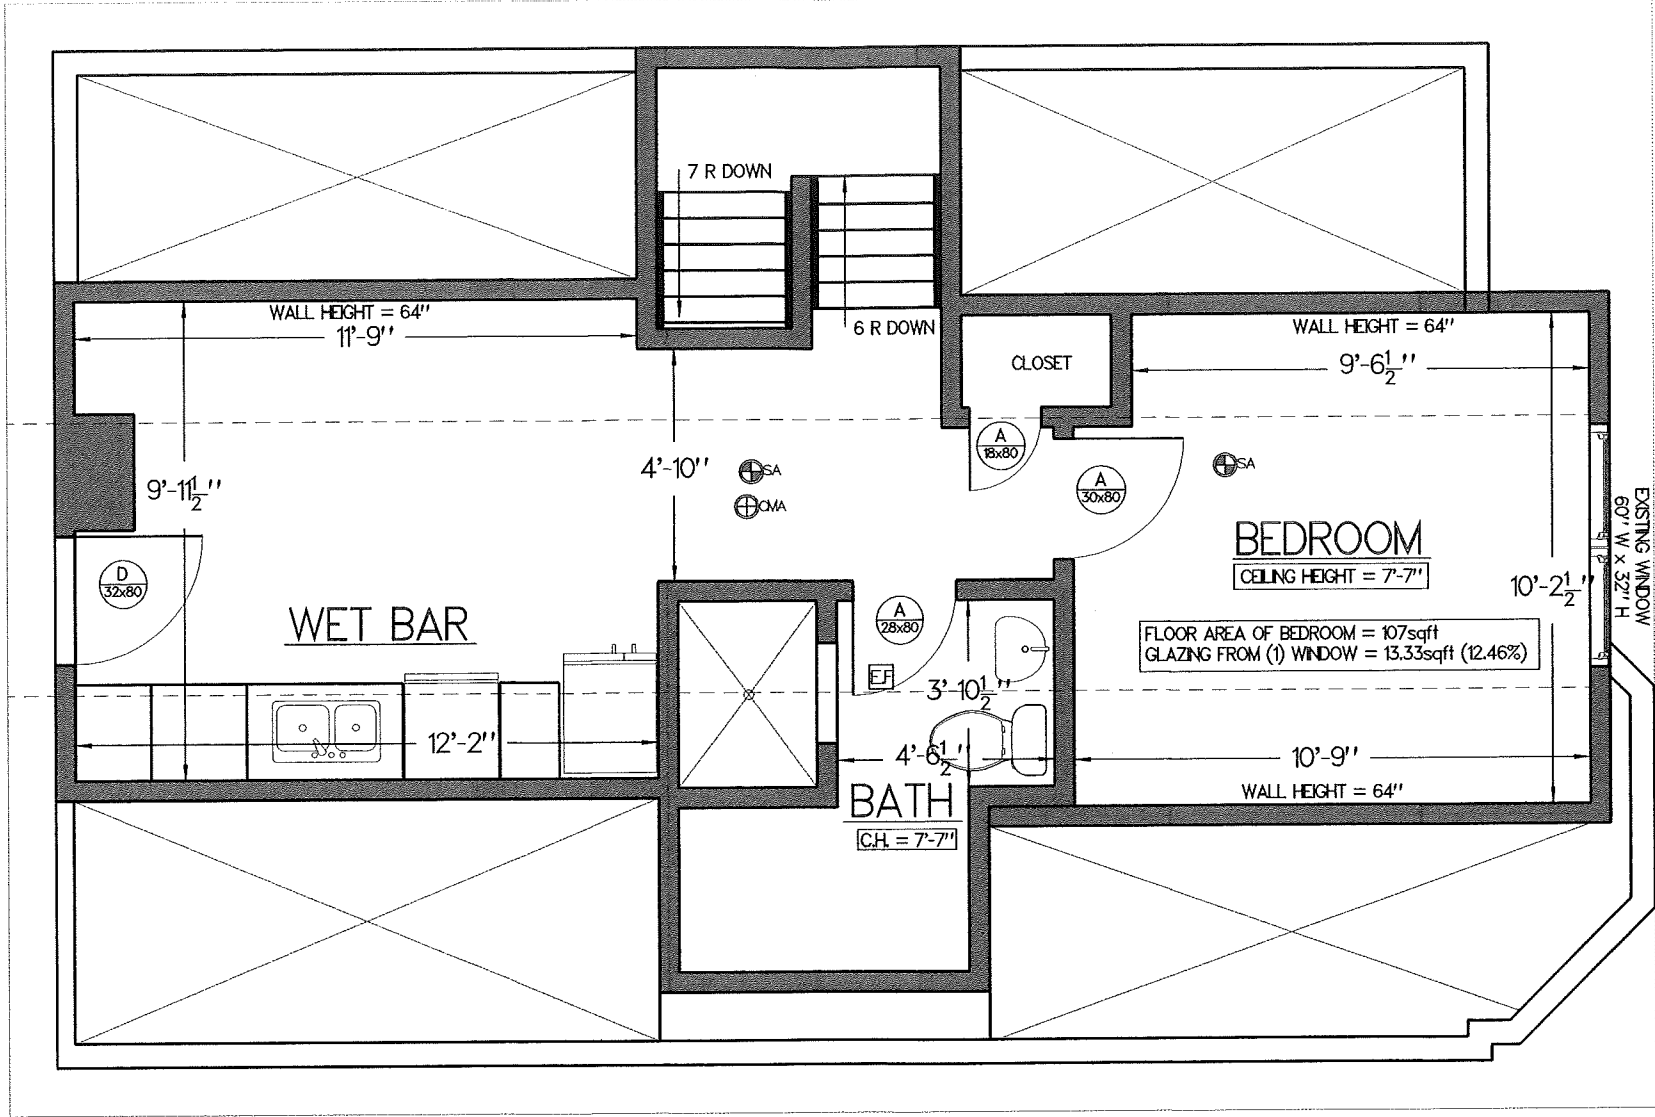 7 R DOWN
6 R DOWN
WALL HEIGHT = 64"
11'-9"
WALL HEIGHT = 64"
9'-6 1/2"
CLOSET
A
18x80
A
30x80
SA
CMA
SA
4'-10"
9'-11 1/2"
D
32x80
WET BAR
A
28x80
BEDROOM
CEILING HEIGHT = 7'-7"
10'-2 1/2"
EXISTING WINDOW
60" W x 32" H
FLOOR AREA OF BEDROOM = 107sqft
GLAZING FROM (1) WINDOW = 13.33sqft (12.46%)
EF
3'-10 1/2"
12'-2"
4'-6 1/2"
10'-9"
WALL HEIGHT = 64"
BATH
C.H. = 7'-7"